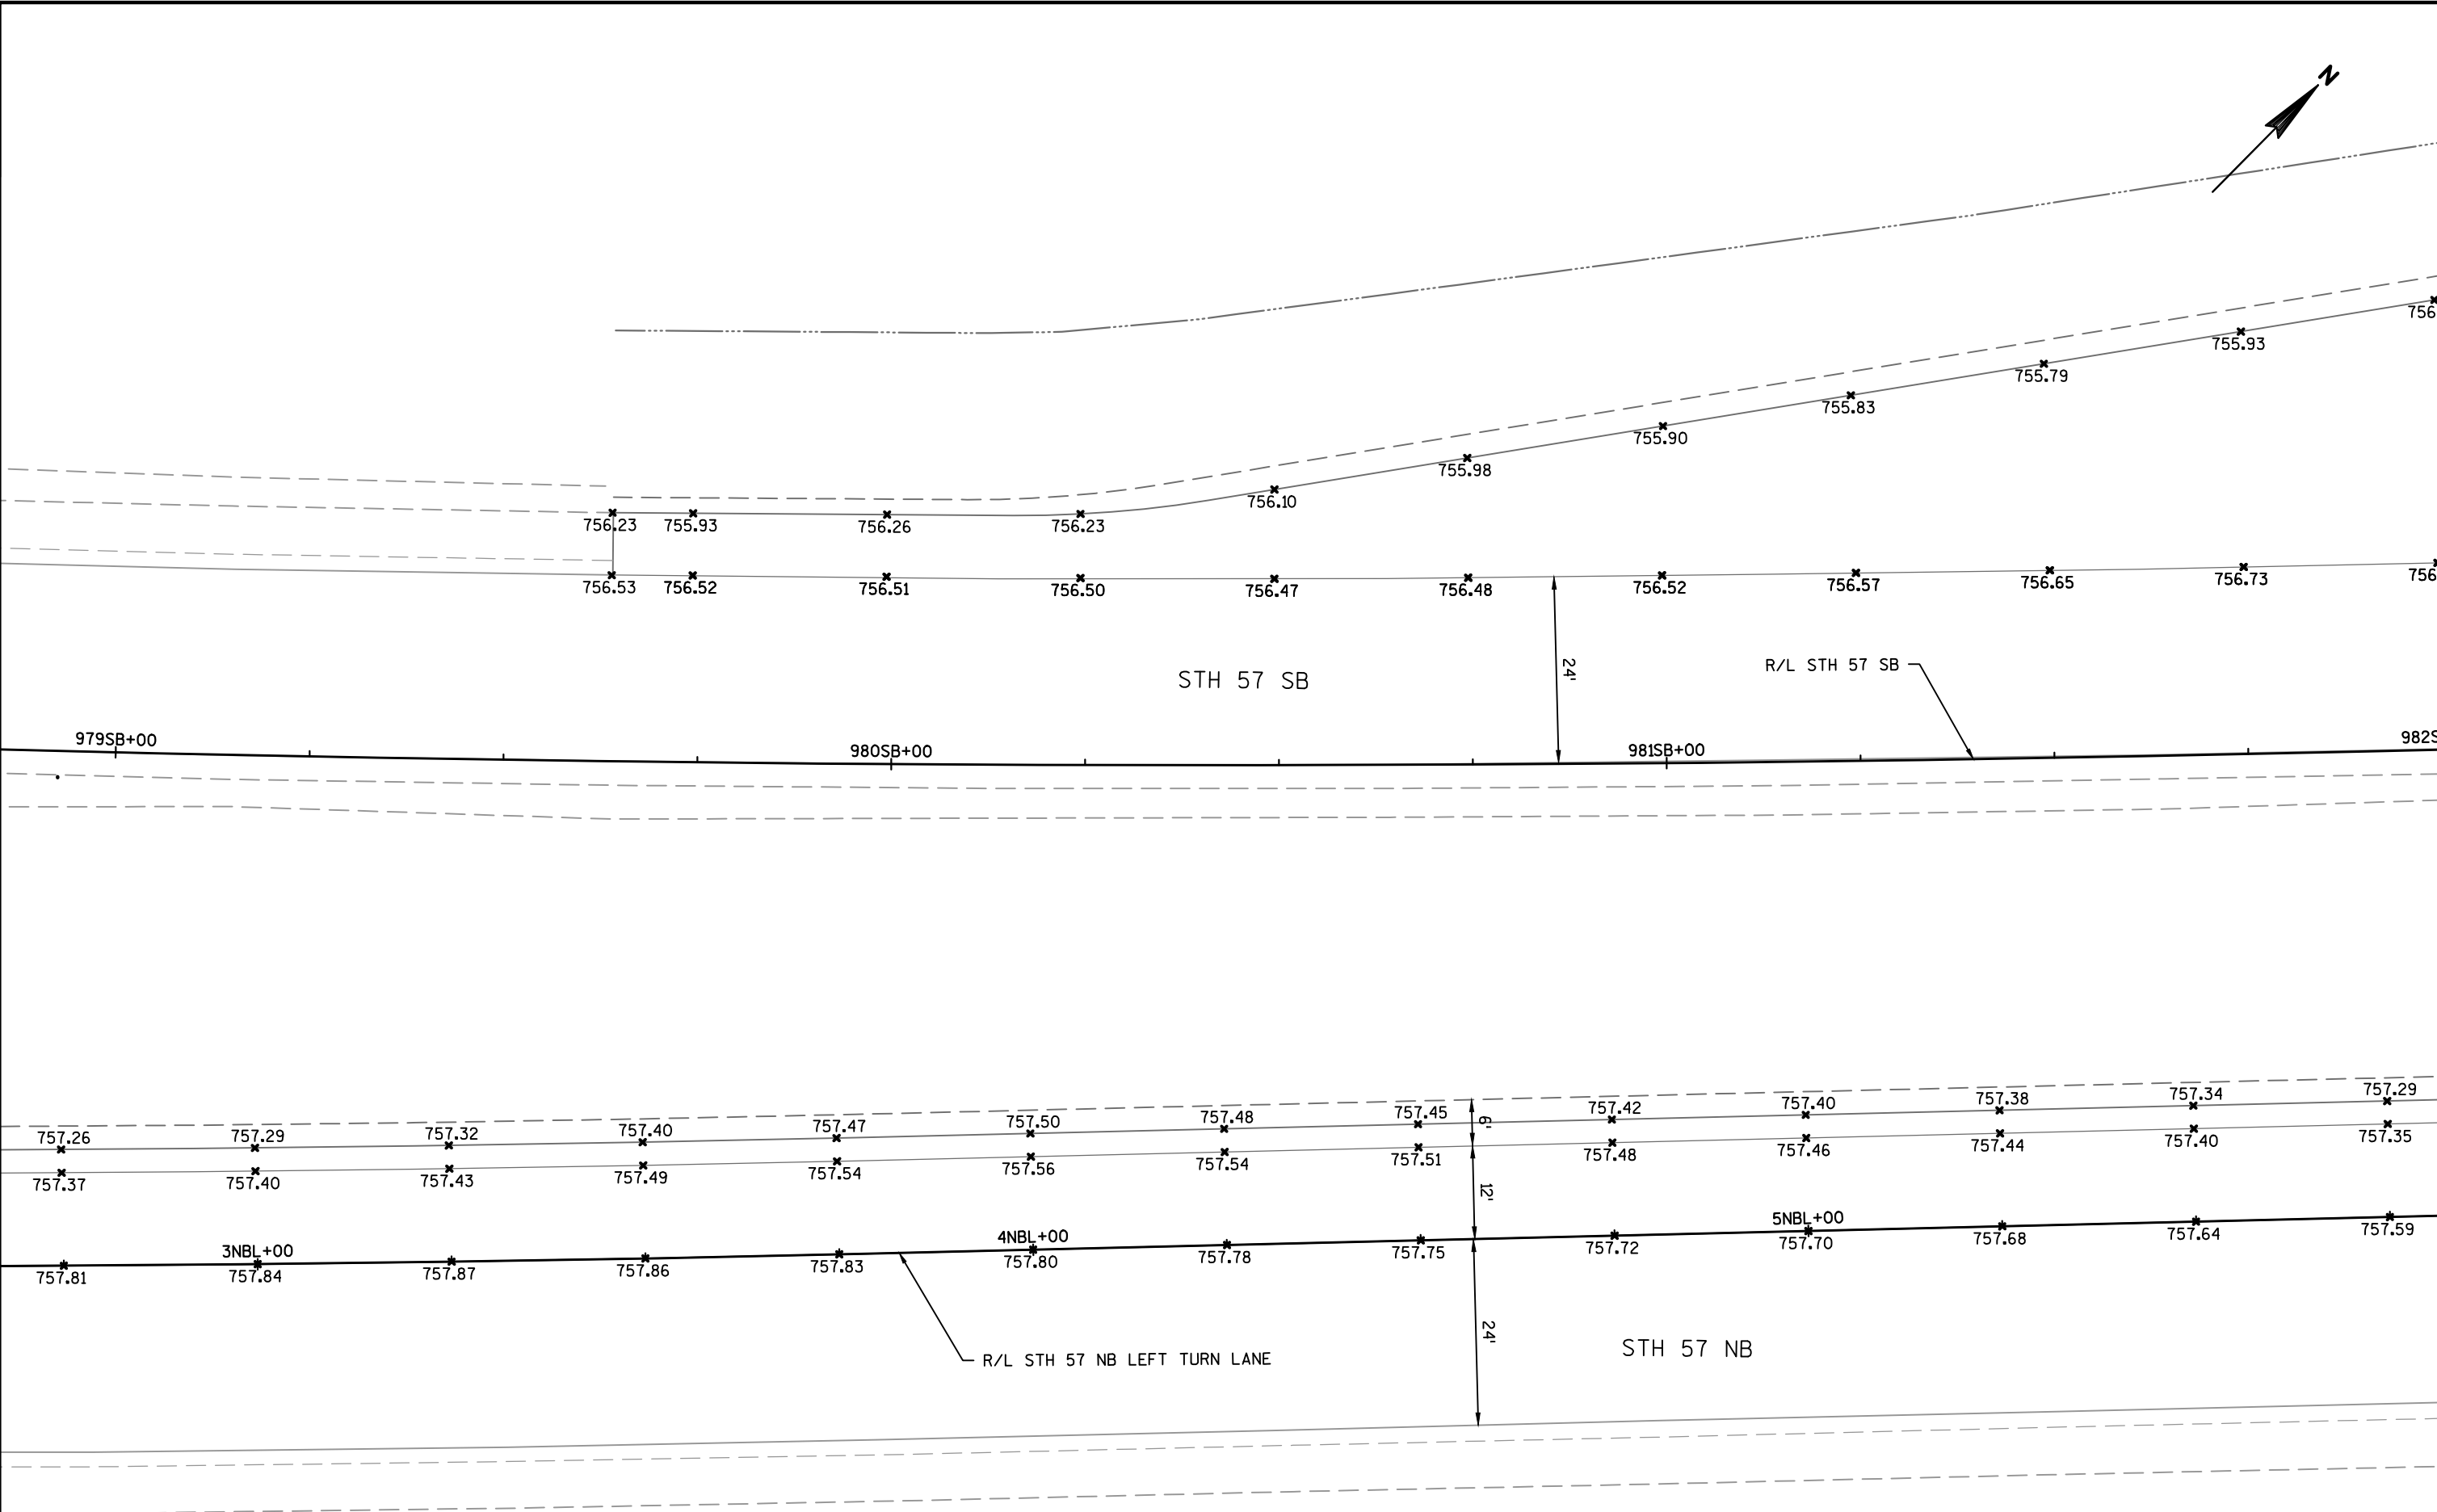 N
756
755.93
755.79
755.83
755.90
755.98
756.10
756.23 755.93 756.26 756.23
756.53 756.52 756.51 756.50 756.47 756.48 756.52 756.57 756.65 756.73 756
24'
R/L STH 57 SB
STH 57 SB
979SB+00 980SB+00 981SB+00 982S
757.26 757.29 757.32 757.40 757.47 757.50 757.48 757.45 757.42 757.40 757.38 757.34 757.29
6'
757.37 757.40 757.43 757.49 757.54 757.56 757.54 757.51 757.48 757.46 757.44 757.40 757.35
12'
3NBL+00 4NBL+00 5NBL+00
757.81 757.84 757.87 757.86 757.83 757.80 757.78 757.75 757.72 757.70 757.68 757.64 757.59
24'
STH 57 NB
R/L STH 57 NB LEFT TURN LANE